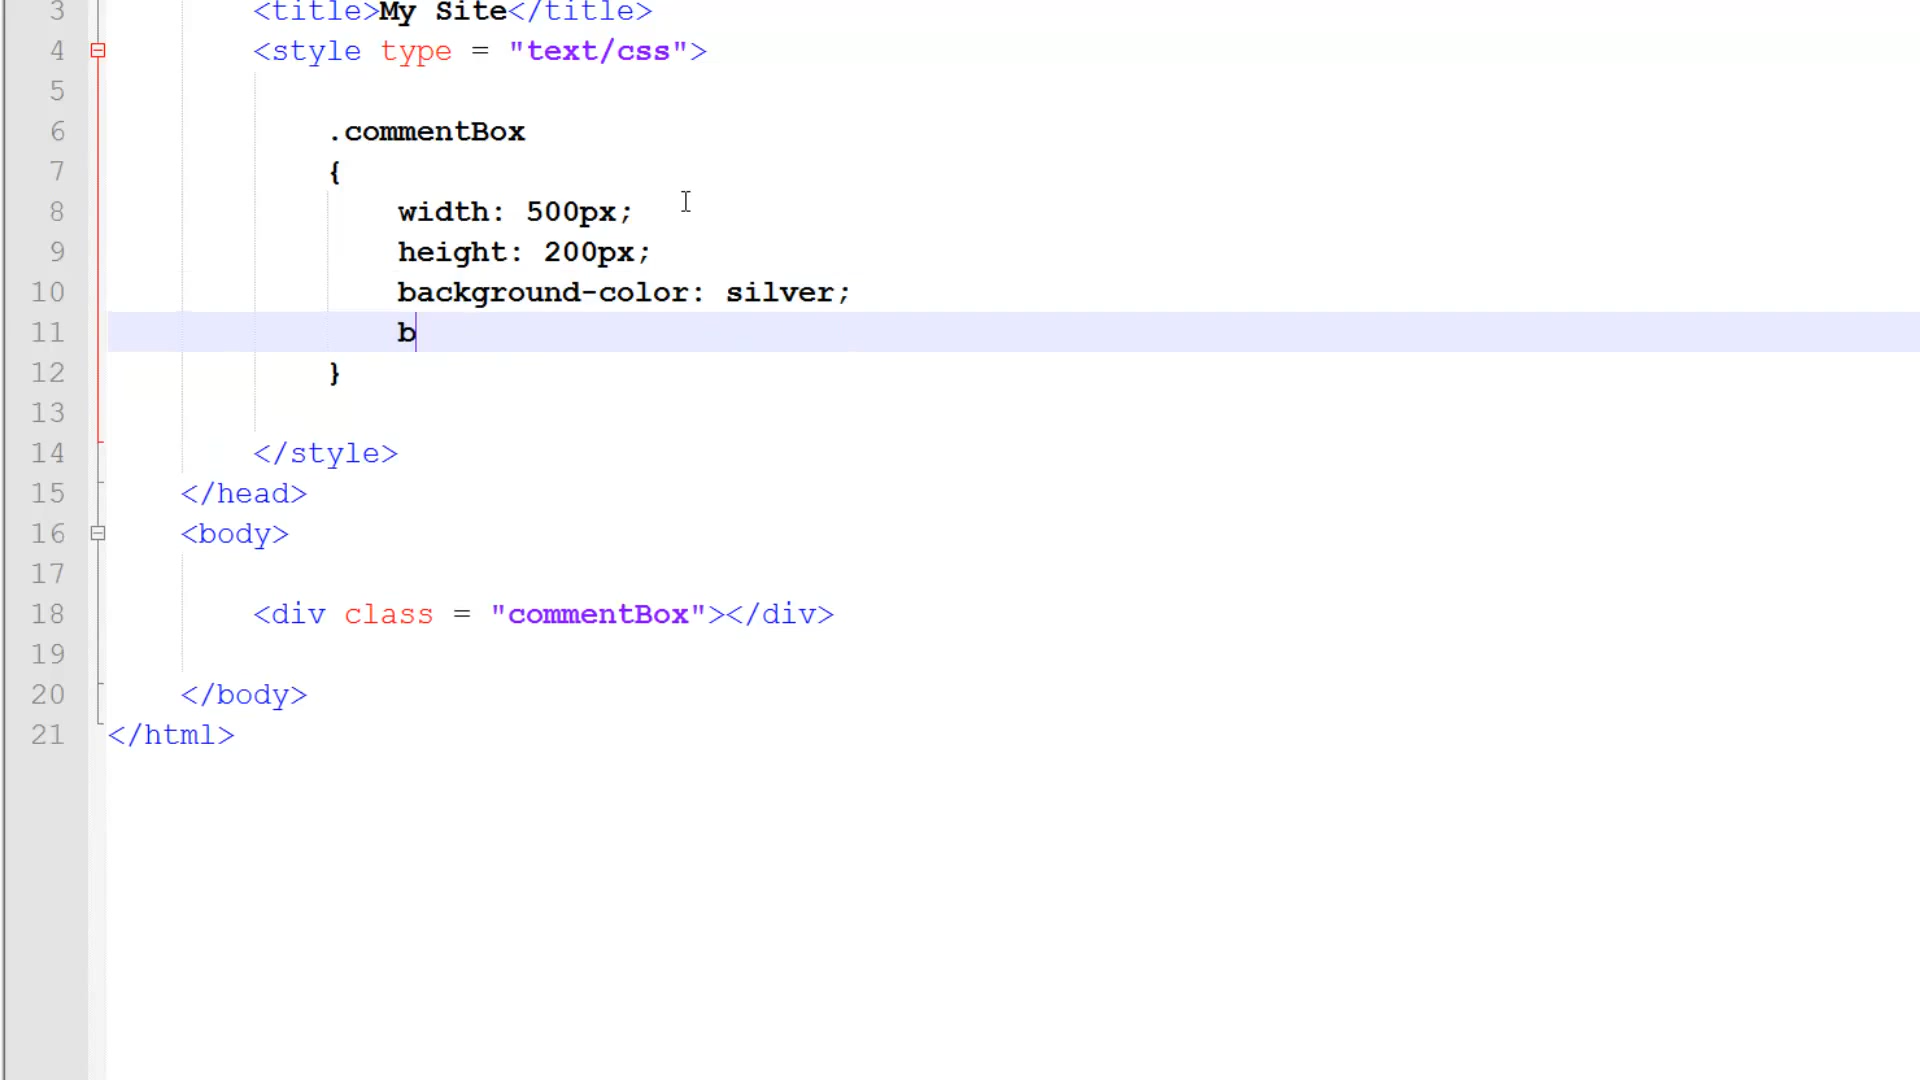 3 <title>My Site</title>
4 <style type = "text/css">
5
6 .commentBox
7 {
8 width: 500px;
9 height: 200px;
10 background-color: silver;
11 b
12 }
13
14 </style>
15 </head>
16 <body>
17
18 <div class = "commentBox"></div>
19
20 </body>
21 </html>